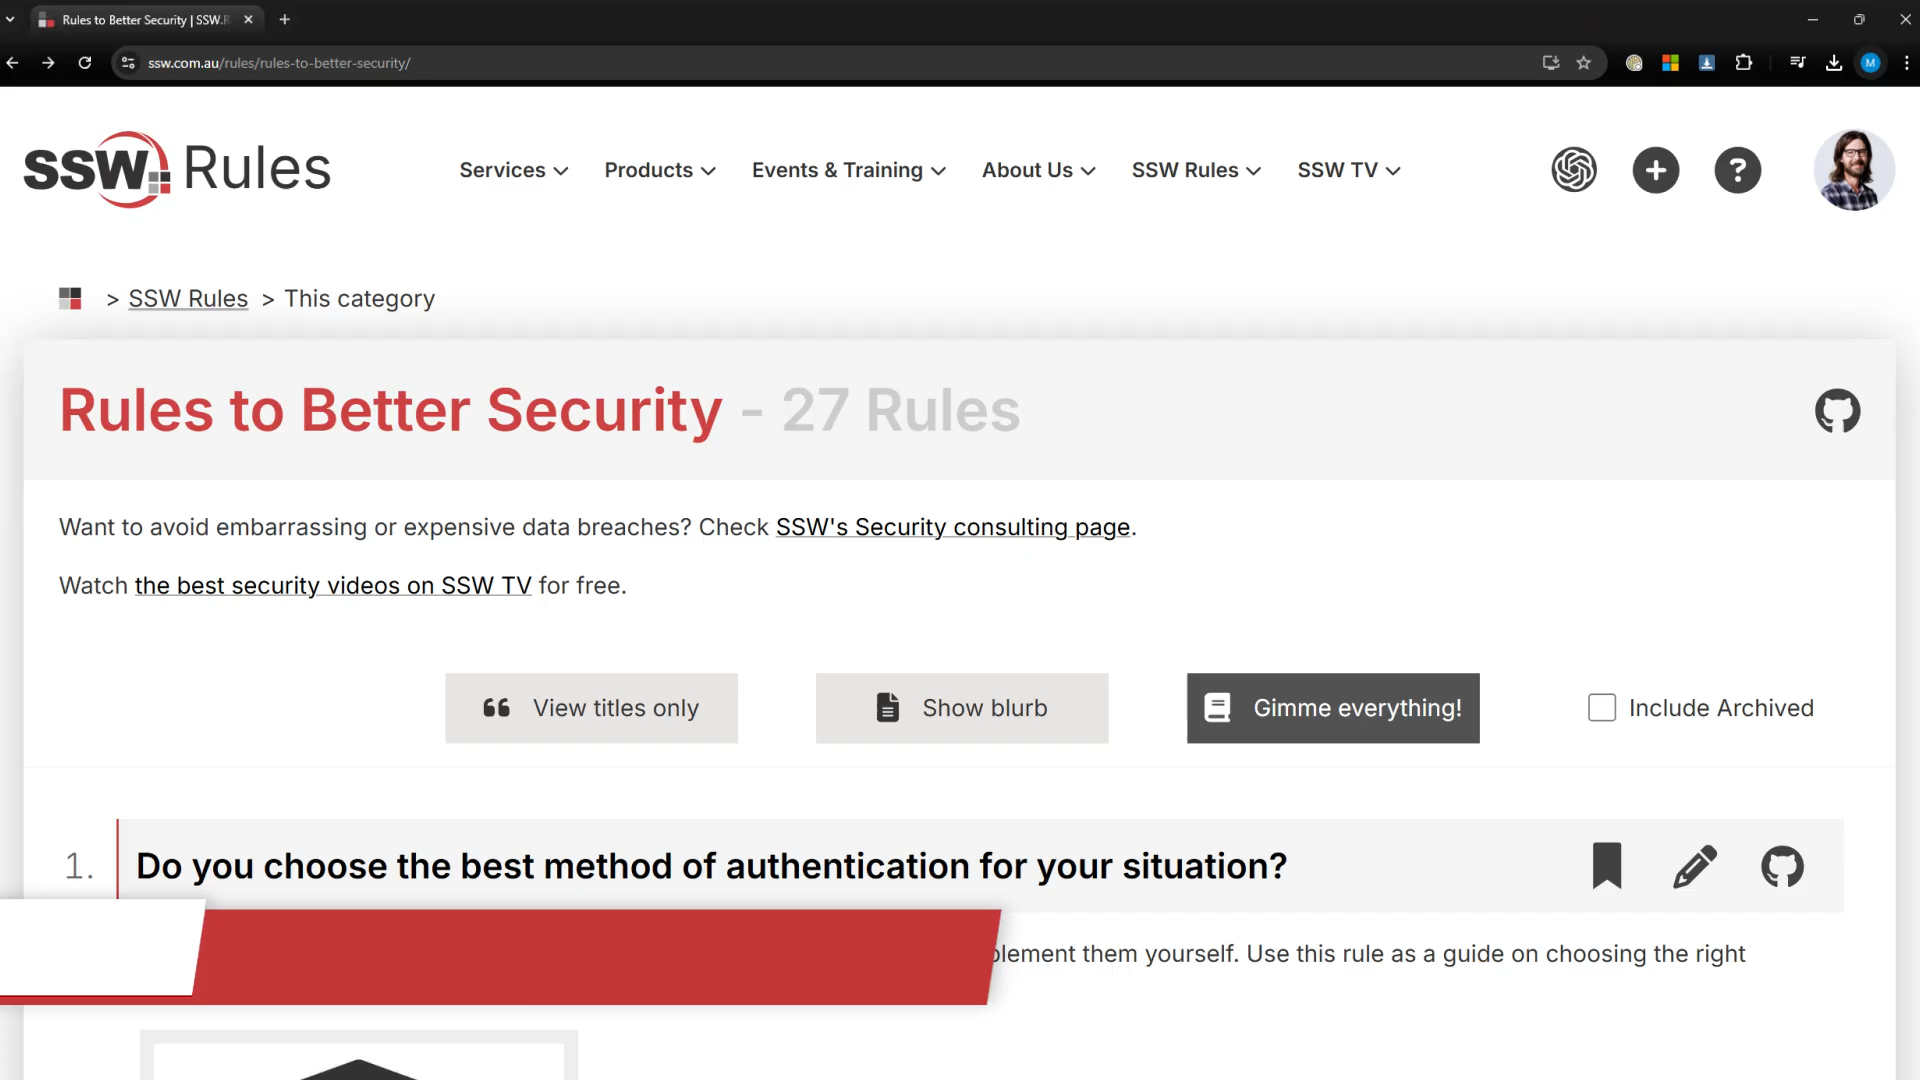 Rules to Better Security | SSW.R
ssw.com.au/rules/rules-to-better-security/
M
SSW Rules
Services
Products
Events & Training
About Us
SSW Rules
SSW TV
> SSW Rules > This category
Rules to Better Security - 27 Rules
Want to avoid embarrassing or expensive data breaches? Check SSW's Security consulting page.
Watch the best security videos on SSW TV for free.
View titles only
Show blurb
Gimme everything!
Include Archived
1. Do you choose the best method of authentication for your situation?
them yourself. Use this rule as a guide on choosing the right